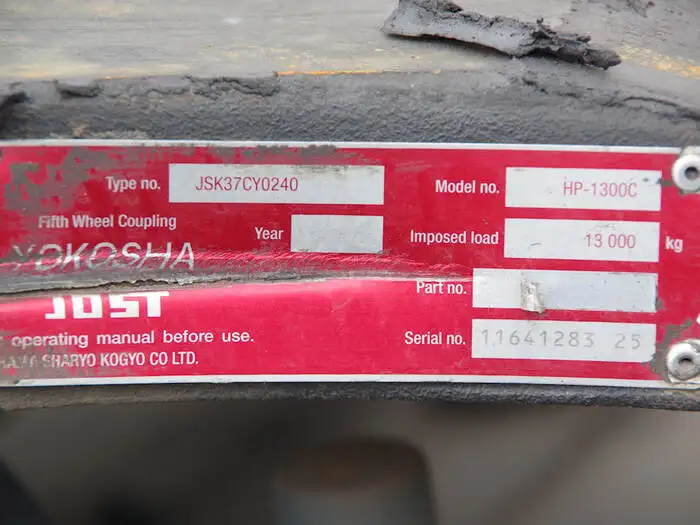 Type no. JSK37CY0240 Model no. HP-1300C
Fifth Wheel Coupling Year Imposed load 13 000 kg
YOKOSHA
Part no.
JOST
operating manual before use. Serial no. 11641283 25
SHARYO KOGYO CO LTD.